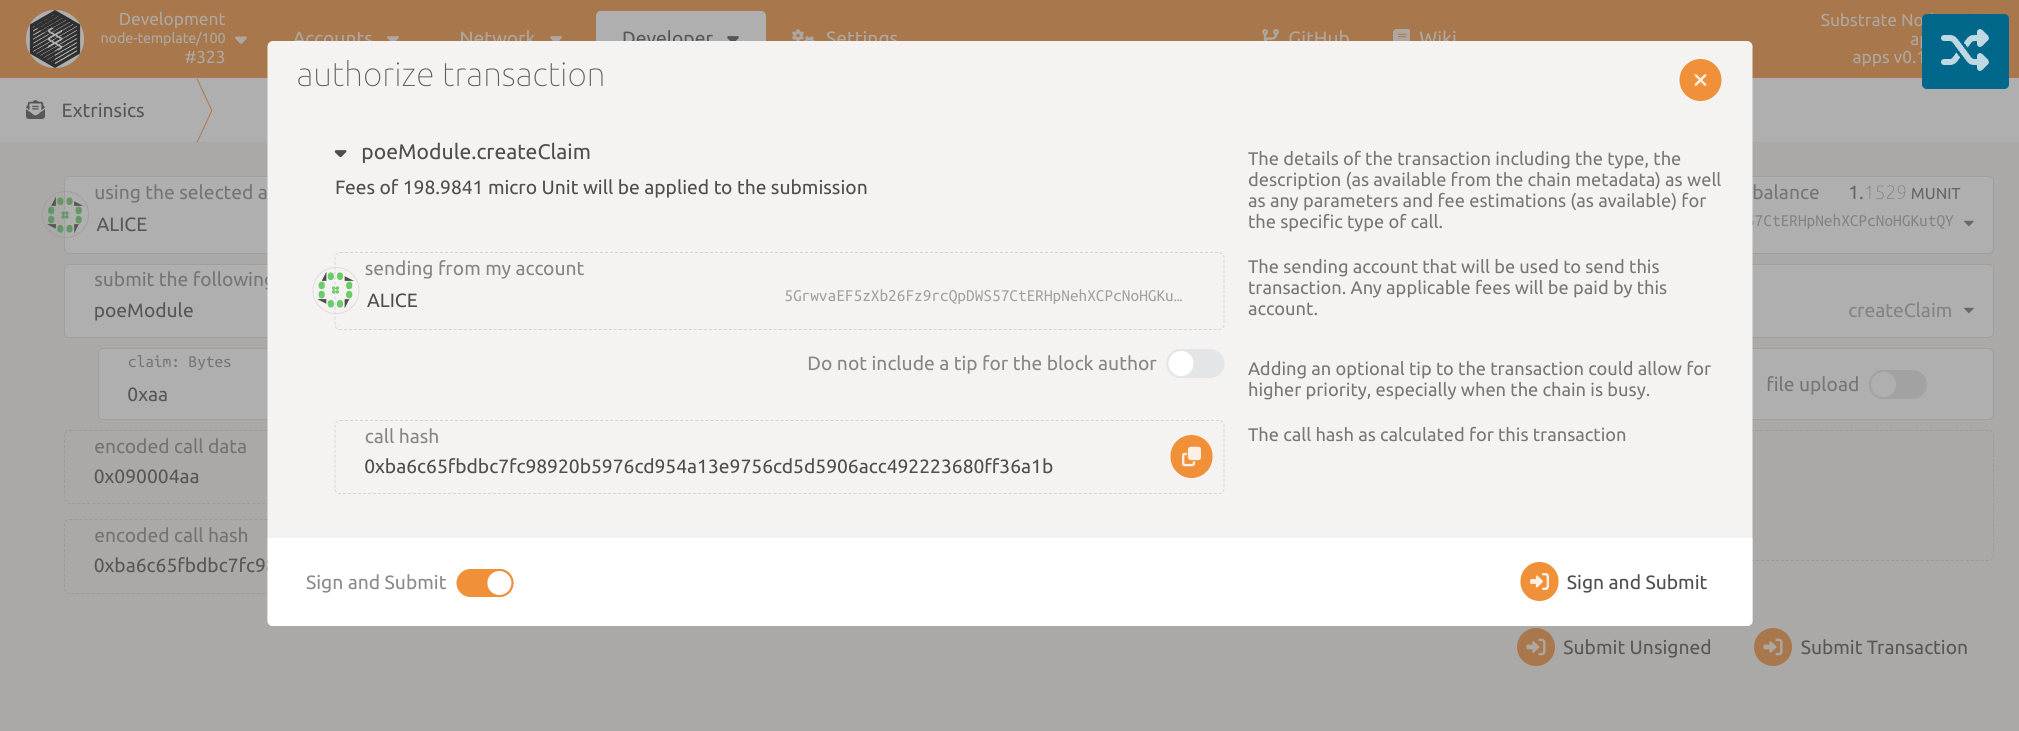 Development
node-template/100
#323
Accounts
Network
Developer
Settings
GitHub
Wiki
Substrate No
apps v0.1
Extrinsics
authorize transaction
poeModule.createClaim
Fees of 198.9841 micro Unit will be applied to the submission
The details of the transaction including the type, the
description (as available from the chain metadata) as well
as any parameters and fee estimations (as available) for
the specific type of call.
sending from my account
ALICE
5GrwvaEF5zXb26Fz9rcQpDWS57CtERHpNehXCPcNoHGKu…
The sending account that will be used to send this
transaction. Any applicable fees will be paid by this
account.
Do not include a tip for the block author
Adding an optional tip to the transaction could allow for
higher priority, especially when the chain is busy.
call hash
0xba6c65fbdbc7fc98920b5976cd954a13e9756cd5d5906acc492223680ff36a1b
The call hash as calculated for this transaction
Sign and Submit
Sign and Submit
using the selected a
ALICE
balance
1.1529 MUNIT
57CtERHpNehXCPcNoHGKutQY
submit the following
poeModule
createClaim
claim: Bytes
0xaa
file upload
encoded call data
0x090004aa
encoded call hash
0xba6c65fbdbc7fc9
Submit Unsigned
Submit Transaction